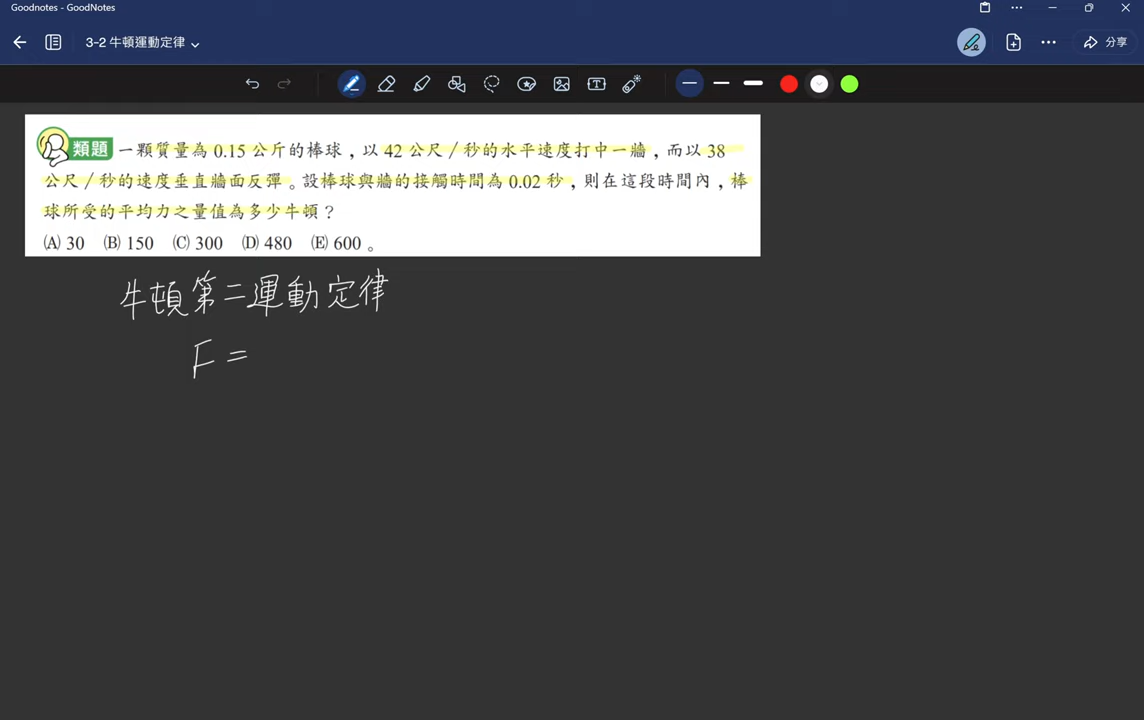 Goodnotes - GoodNotes
3-2 牛頓運動定律
分享
類題 一顆質量為 0.15 公斤的棒球，以 42 公尺／秒的水平速度打中一牆，而以 38
公尺／秒的速度垂直牆面反彈。設棒球與牆的接觸時間為 0.02 秒，則在這段時間內，棒
球所受的平均力之量值為多少牛頓？
(A) 30 (B) 150 (C) 300 (D) 480 (E) 600 。
牛頓第二運動定律
F =